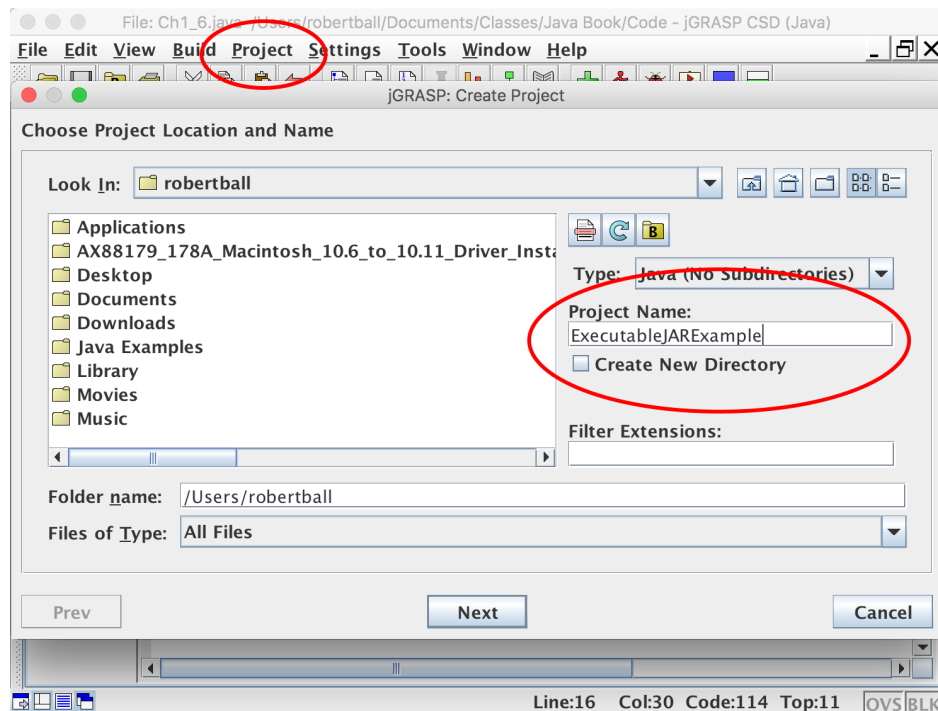 File: Ch1_6.java /Users/robertball/Documents/Classes/Java Book/Code - jGRASP CSD (Java)
File Edit View Build Project Settings Tools Window Help
jGRASP: Create Project
Choose Project Location and Name
Look In: robertball
Applications
AX88179_178A_Macintosh_10.6_to_10.11_Driver_Insta
Desktop
Documents
Downloads
Java Examples
Library
Movies
Music
B
Type: Java (No Subdirectories)
Project Name:
ExecutableJARExample
Create New Directory
Filter Extensions:
Folder name: /Users/robertball
Files of Type: All Files
Prev Next Cancel
Line:16 Col:30 Code:114 Top:11 OVS BLK